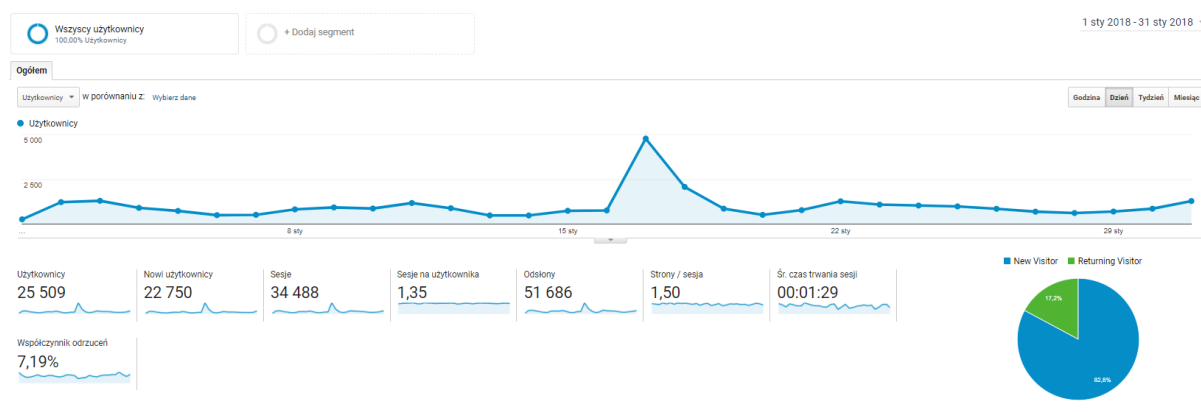 Wszyscy użytkownicy
100,00% Użytkownicy
+ Dodaj segment
1 sty 2018 - 31 sty 2018
Ogółem
Użytkownicy w porównaniu z: Wybierz dane
Godzina Dzień Tydzień Miesiąc
Użytkownicy
5 000
2 500
...
8 sty
15 sty
22 sty
29 sty
New Visitor Returning Visitor
Użytkownicy
25 509
Nowi użytkownicy
22 750
Sesje
34 488
Sesje na użytkownika
1,35
Odsłony
51 686
Strony / sesja
1,50
Śr. czas trwania sesji
00:01:29
Współczynnik odrzuceń
7,19%
17,2%
82,8%